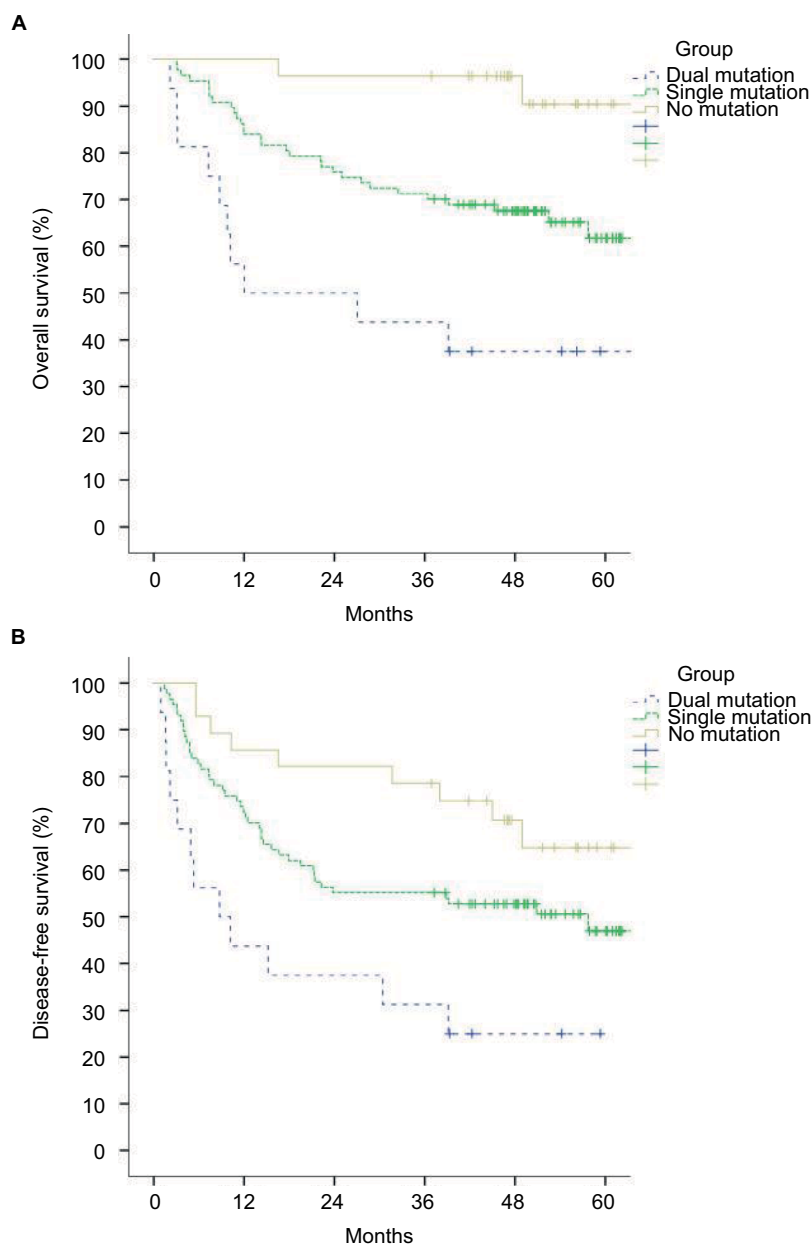 A
Group
Dual mutation
Single mutation
No mutation
100
90
80
70
60
50
40
30
20
10
0
Overall survival (%)
0 12 24 36 48 60
Months
B
Group
Dual mutation
Single mutation
No mutation
100
90
80
70
60
50
40
30
20
10
0
Disease-free survival (%)
0 12 24 36 48 60
Months